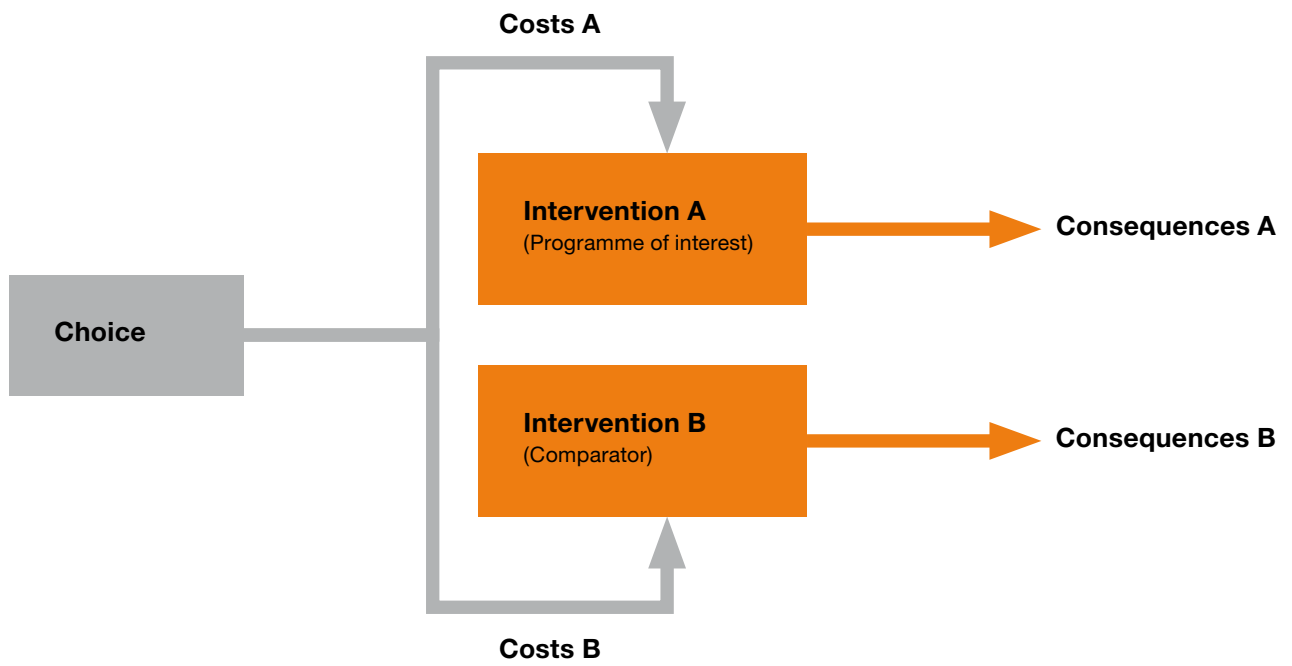 Costs A
Intervention A
(Programme of interest)
Consequences A
Choice
Intervention B
(Comparator)
Consequences B
Costs B